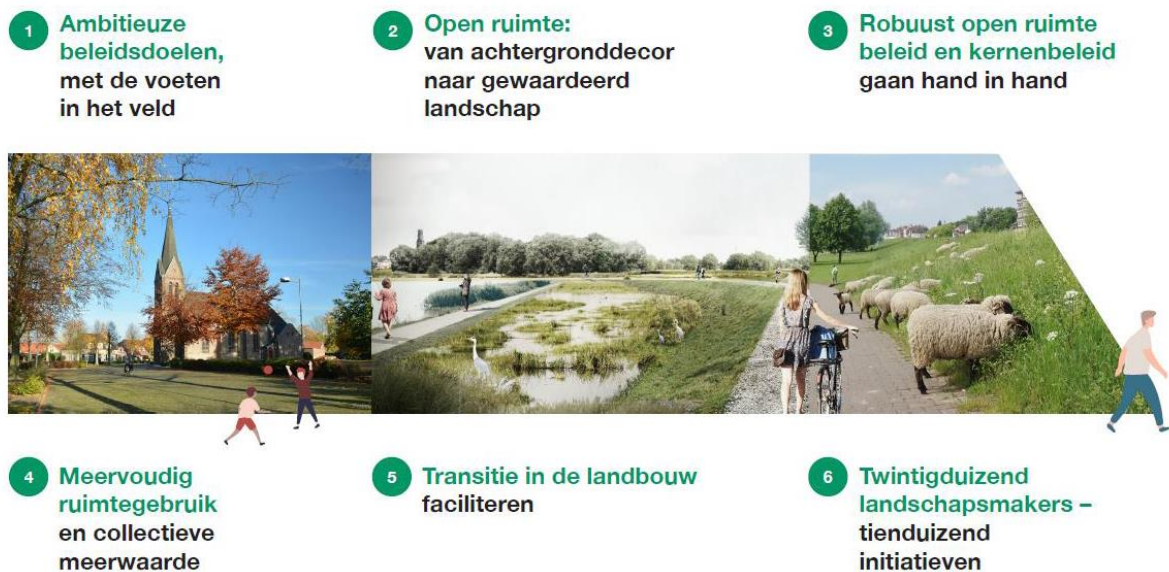 1 Ambitieuze
beleidsdoelen,
met de voeten
in het veld
2 Open ruimte:
van achtergronddecor
naar gewaardeerd
landschap
3 Robuust open ruimte
beleid en kernenbeleid
gaan hand in hand
4 Meervoudig
ruimtegebruik
en collectieve
meerwaarde
5 Transitie in de landbouw
faciliteren
6 Twintigduizend
landschapsmakers –
tienduizend
initiatieven